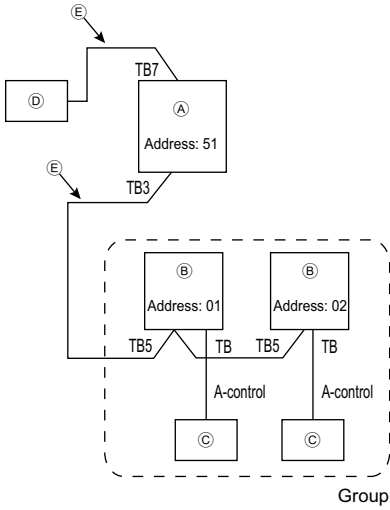 Ⓔ
TB7
Ⓓ
Ⓐ
Address: 51
Ⓔ
TB3
Ⓑ
Address: 01
Ⓑ
Address: 02
TB5
TB
TB5
TB
A-control
A-control
Ⓒ
Ⓒ
Group